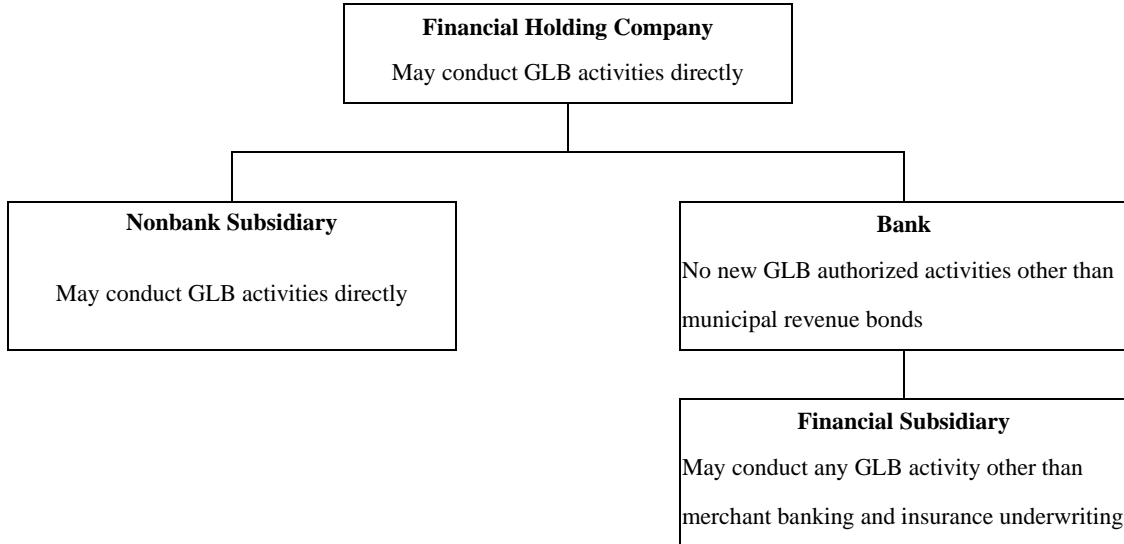 Financial Holding Company
May conduct GLB activities directly
Nonbank Subsidiary
May conduct GLB activities directly
Bank
No new GLB authorized activities other than
municipal revenue bonds
Financial Subsidiary
May conduct any GLB activity other than
merchant banking and insurance underwriting